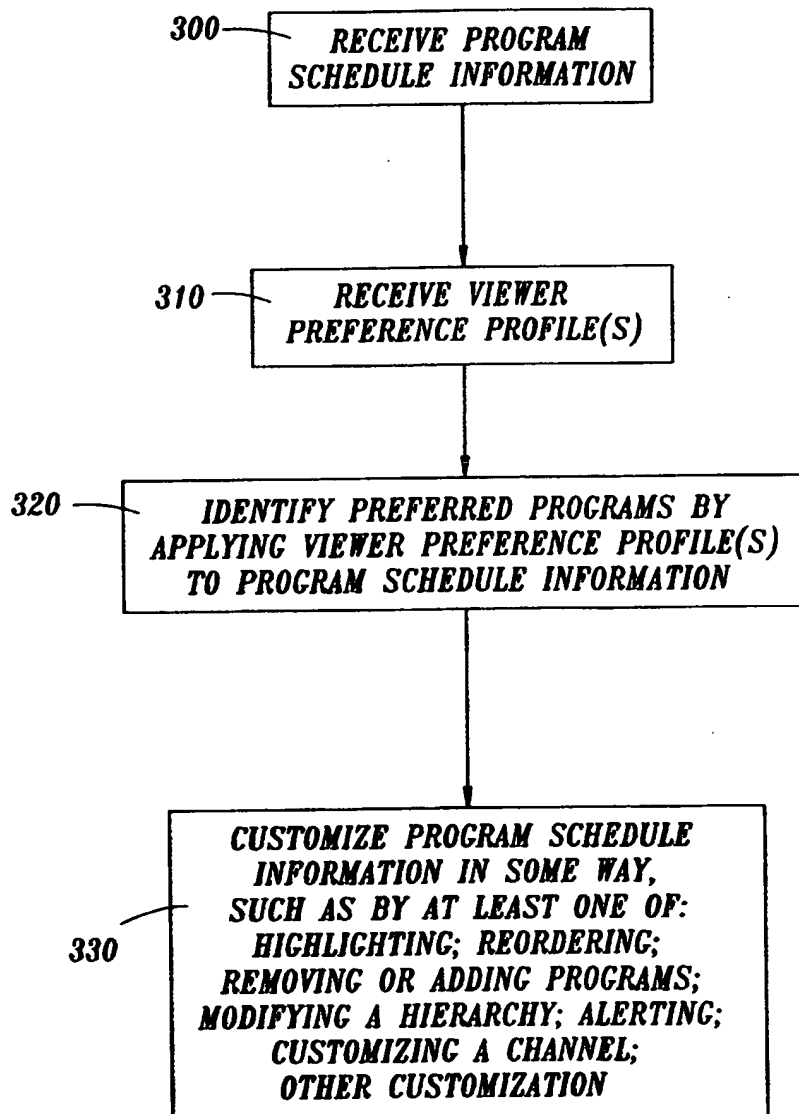 300
RECEIVE PROGRAM
SCHEDULE INFORMATION
310
RECEIVE VIEWER
PREFERENCE PROFILE(S)
320
IDENTIFY PREFERRED PROGRAMS BY
APPLYING VIEWER PREFERENCE PROFILE(S)
TO PROGRAM SCHEDULE INFORMATION
330
CUSTOMIZE PROGRAM SCHEDULE
INFORMATION IN SOME WAY,
SUCH AS BY AT LEAST ONE OF:
HIGHLIGHTING; REORDERING;
REMOVING OR ADDING PROGRAMS;
MODIFYING A HIERARCHY; ALERTING;
CUSTOMIZING A CHANNEL;
OTHER CUSTOMIZATION